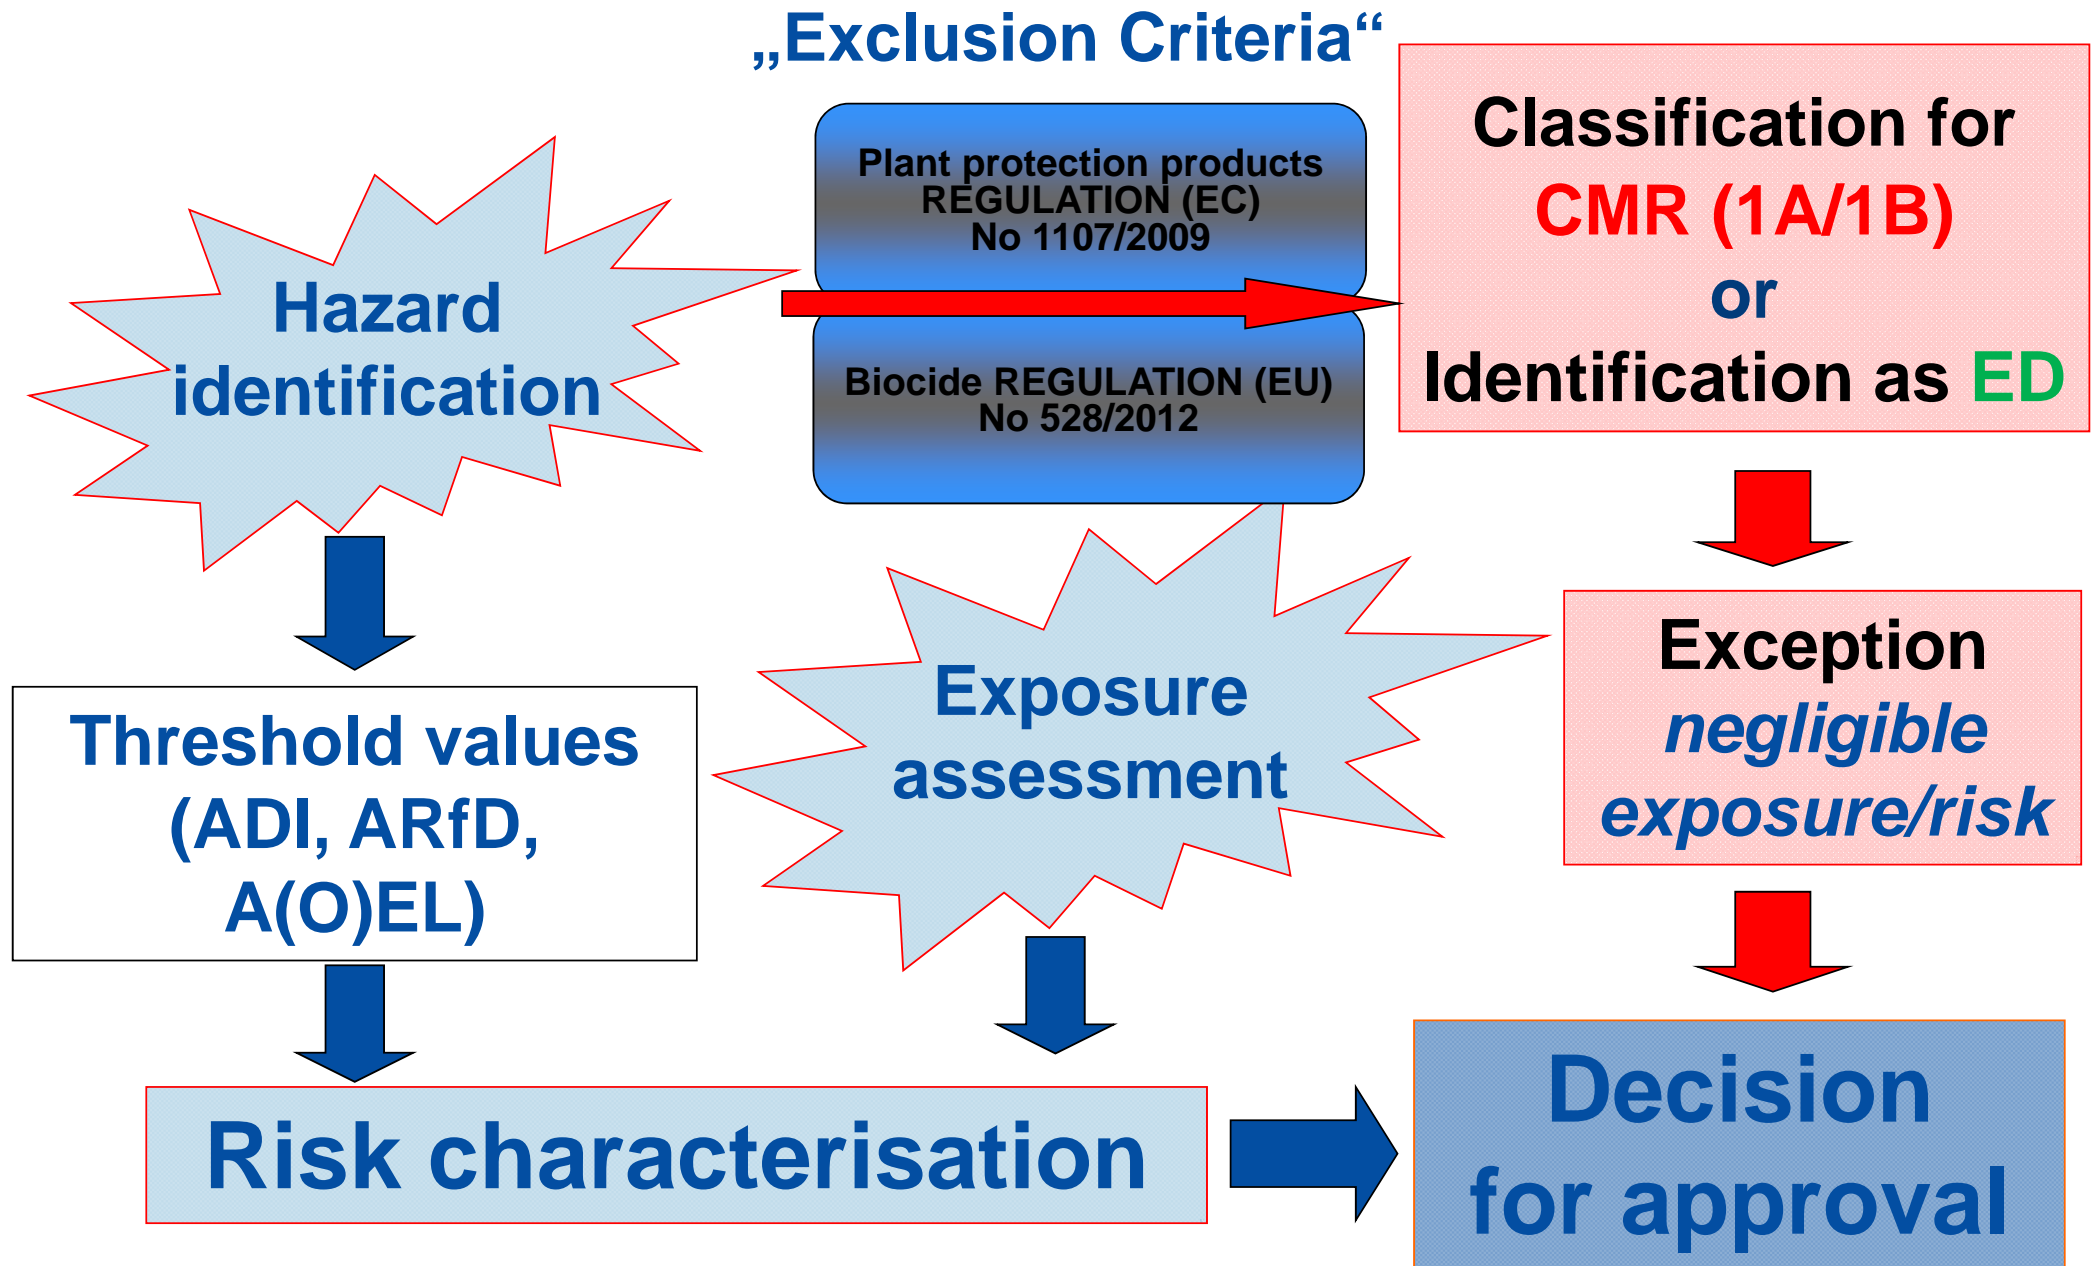 „Exclusion Criteria“
Plant protection products
REGULATION (EC)
No 1107/2009
Biocide REGULATION (EU)
No 528/2012
Classification for
CMR (1A/1B)
or
Identification as ED
Hazard
identification
Exposure
assessment
Exception
negligible
exposure/risk
Threshold values
(ADI, ARfD,
A(O)EL)
Risk characterisation
Decision
for approval